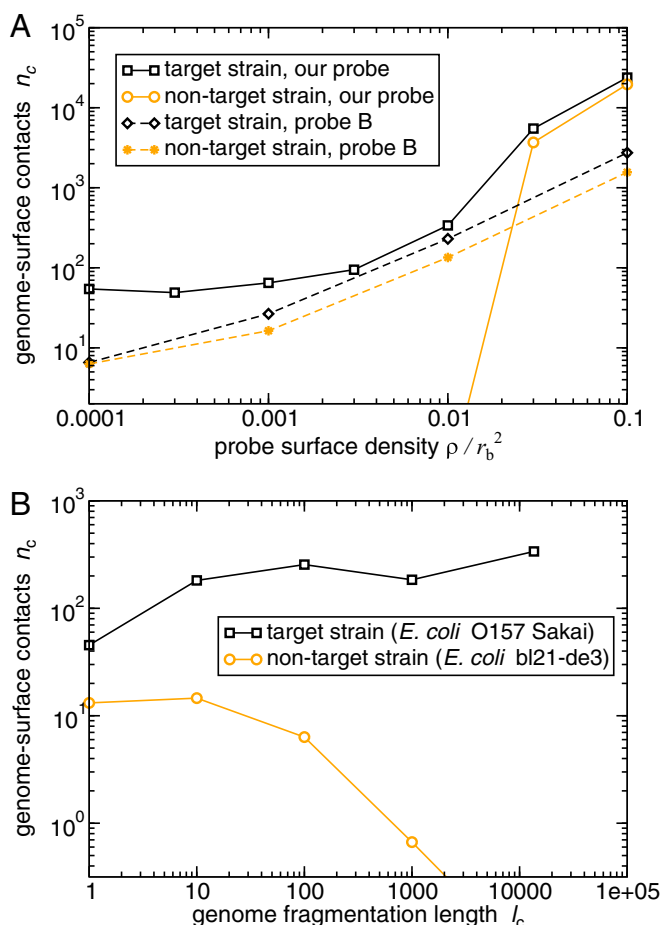 A
genome-surface contacts n_c
10^5
10^4
10^3
10^2
10^1
target strain, our probe
non-target strain, our probe
target strain, probe B
non-target strain, probe B
0.0001 0.001 0.01 0.1
probe surface density ρ / r_b^2
B
genome-surface contacts n_c
10^3
10^2
10^1
10^0
target strain (E. coli O157 Sakai)
non-target strain (E. coli bl21-de3)
1 10 100 1000 10000 1e+05
genome fragmentation length l_c